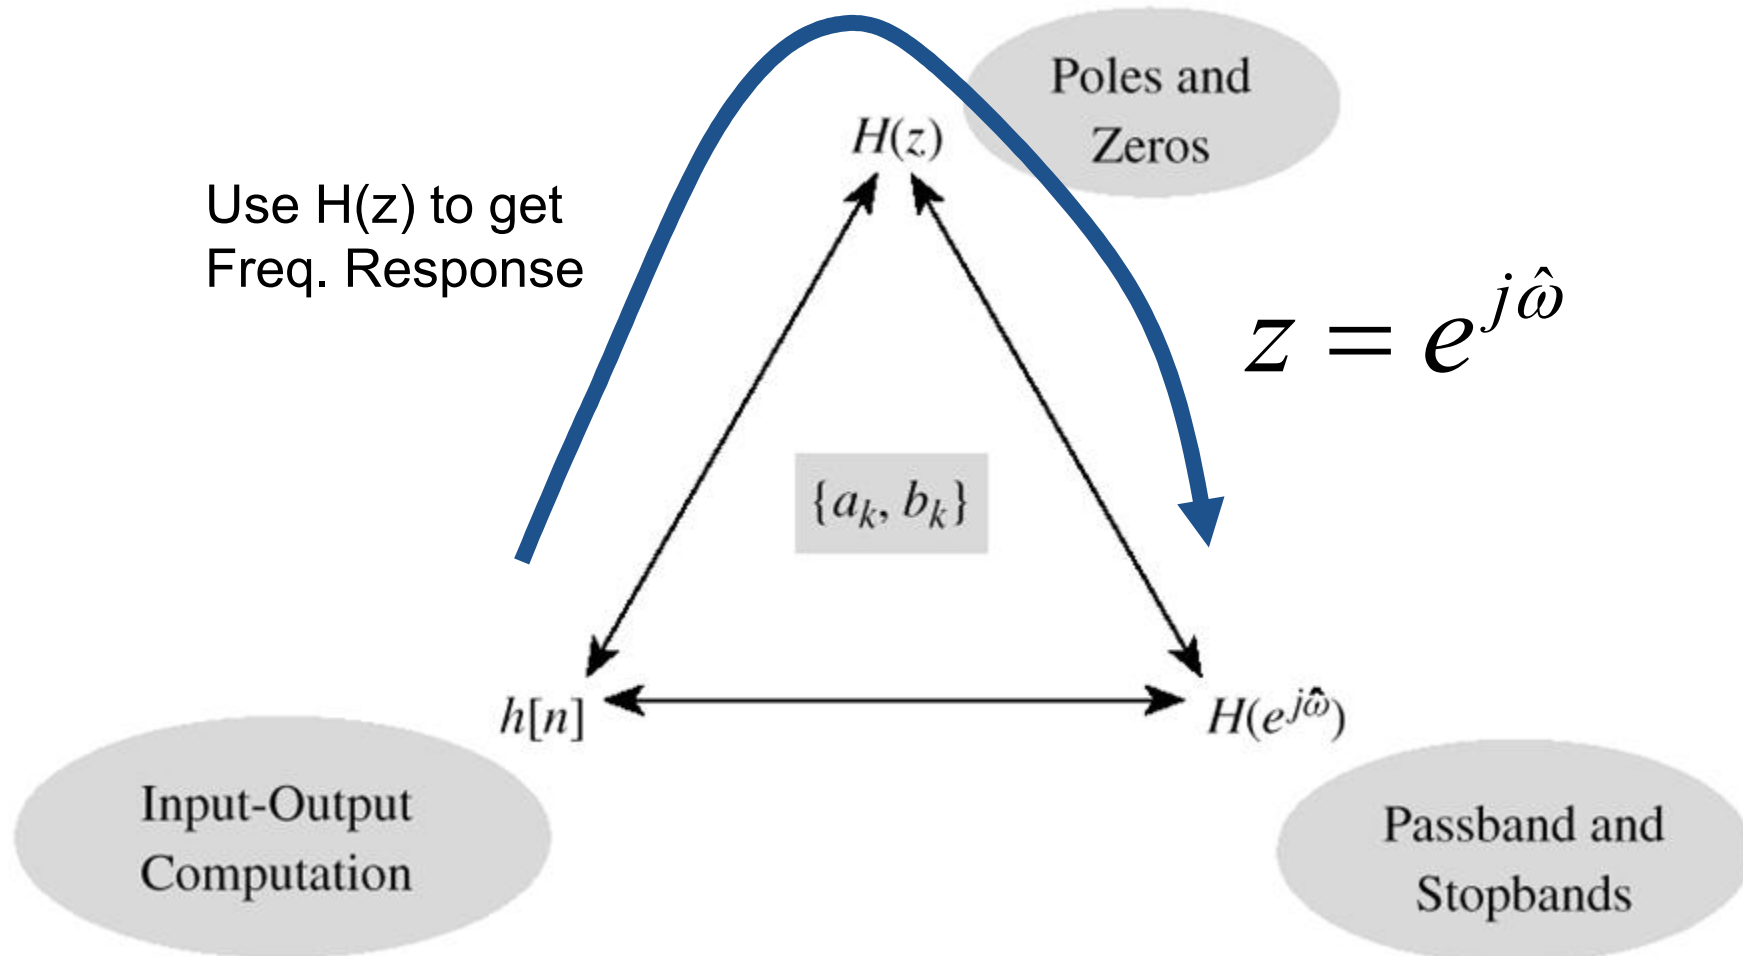 Poles and
Zeros
H(z)
Use H(z) to get
Freq. Response
z = e^{jω̂}
{a_k, b_k}
h[n]
H(e^{jω̂})
Input-Output
Computation
Passband and
Stopbands